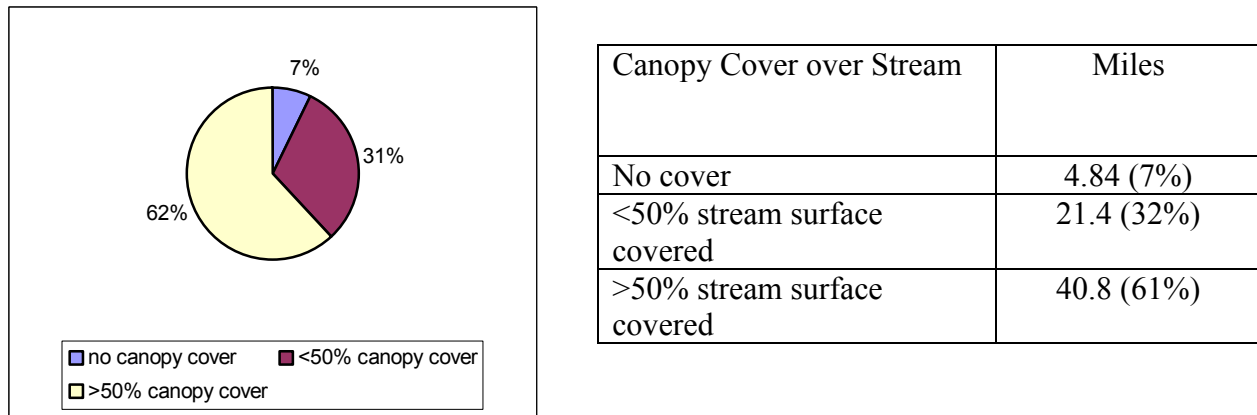 7%
31%
62%
no canopy cover
<50% canopy cover
>50% canopy cover
Canopy Cover over Stream
Miles
No cover
4.84 (7%)
<50% stream surface
covered
21.4 (32%)
>50% stream surface
covered
40.8 (61%)